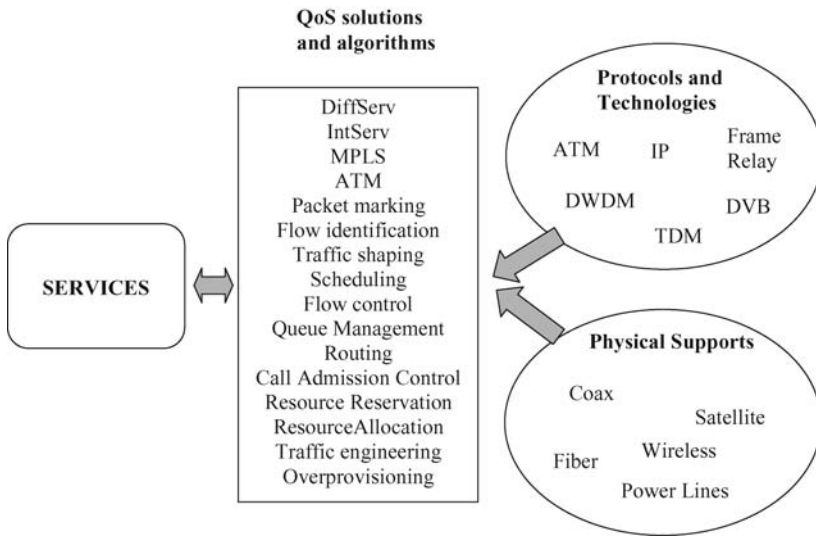 QoS solutions
and algorithms
SERVICES
DiffServ
IntServ
MPLS
ATM
Packet marking
Flow identification
Traffic shaping
Scheduling
Flow control
Queue Management
Routing
Call Admission Control
Resource Reservation
ResourceAllocation
Traffic engineering
Overprovisioning
Protocols and
Technologies
ATM
IP
Frame
Relay
DWDM
DVB
TDM
Physical Supports
Coax
Satellite
Fiber
Wireless
Power Lines